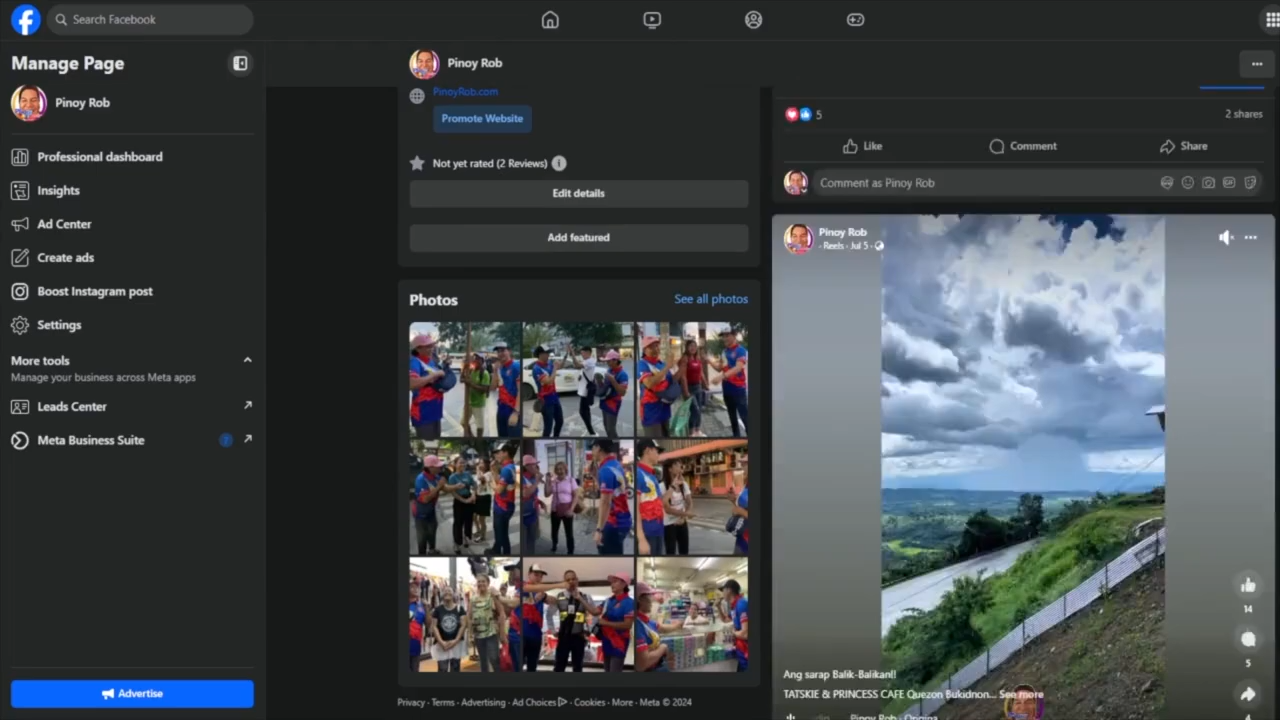 Search Facebook
Manage Page
Pinoy Rob
Professional dashboard
Insights
Ad Center
Create ads
Boost Instagram post
Settings
More tools
Manage your business across Meta apps
Leads Center
Meta Business Suite
Advertise
Pinoy Rob
PinoyRob.com
Promote Website
Not yet rated (2 Reviews)
Edit details
Add featured
Photos
See all photos
Privacy · Terms · Advertising · Ad Choices · Cookies · More · Meta © 2024
5
2 shares
Like
Comment
Share
Comment as Pinoy Rob
Pinoy Rob
· Reels · Jul 5 ·
14
5
Ang sarap Balik-Balikan!!
TATSKIE & PRINCESS CAFE Quezon Bukidnon... See more